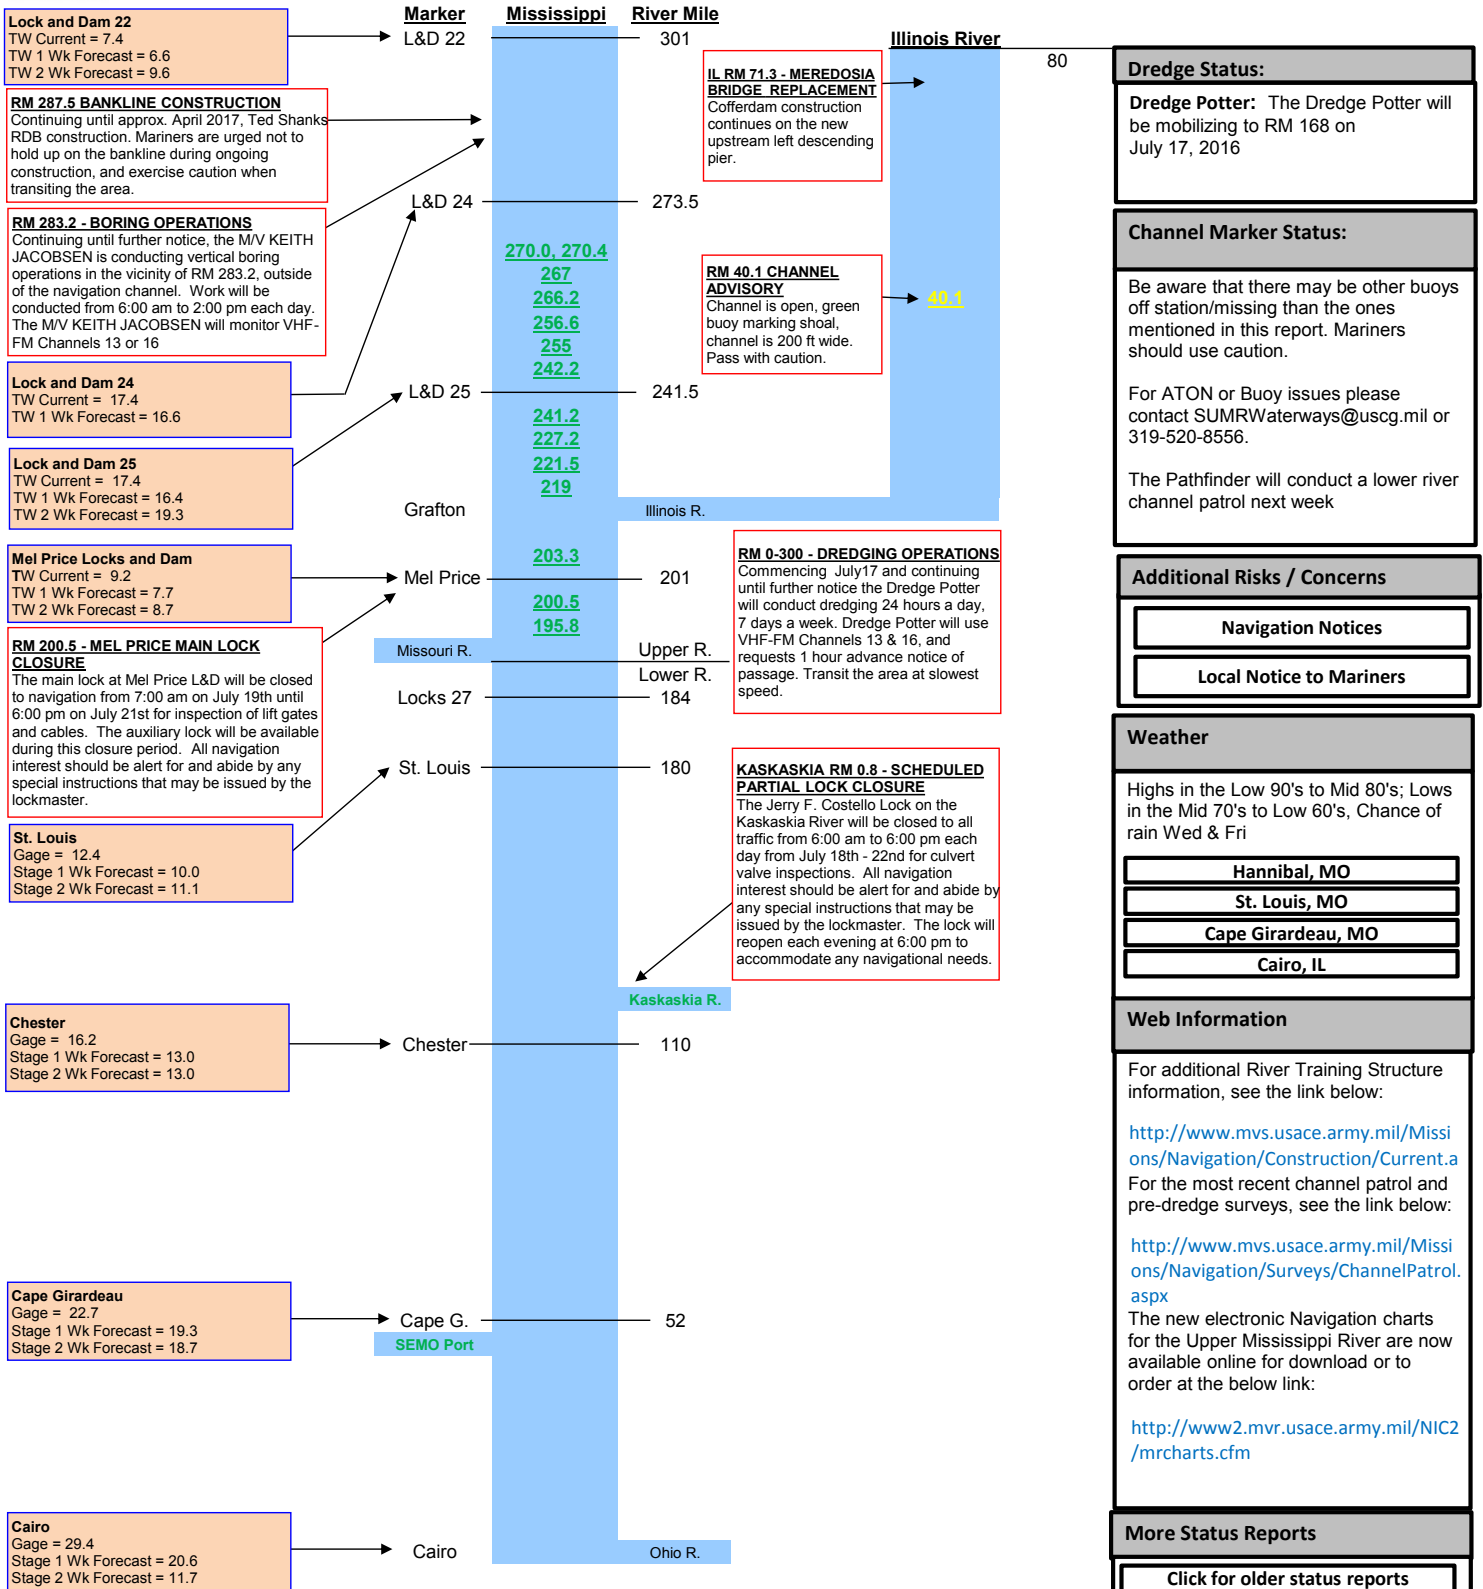 Marker
Mississippi
River Mile
Lock and Dam 22
TW Current = 7.4
TW 1 Wk Forecast = 6.6
TW 2 Wk Forecast = 9.6
RM 287.5 BANKLINE CONSTRUCTION
Continuing until approx. April 2017, Ted Shanks
RDB construction. Mariners are urged not to
hold up on the bankline during ongoing
construction, and exercise caution when
transiting the area.
RM 283.2 - BORING OPERATIONS
Continuing until further notice, the M/V KEITH
JACOBSEN is conducting vertical boring
operations in the vicinity of RM 283.2, outside
of the navigation channel.  Work will be
conducted from 6:00 am to 2:00 pm each day.
The M/V KEITH JACOBSEN will monitor VHF-
FM Channels 13 or 16
Lock and Dam 24
TW Current =  17.4
TW 1 Wk Forecast = 16.6
Lock and Dam 25
TW Current =  17.4
TW 1 Wk Forecast = 16.4
TW 2 Wk Forecast = 19.3
Mel Price Locks and Dam
TW Current =  9.2
TW 1 Wk Forecast = 7.7
TW 2 Wk Forecast = 8.7
RM 200.5 - MEL PRICE MAIN LOCK
CLOSURE
The main lock at Mel Price L&D will be closed
to navigation from 7:00 am on July 19th until
6:00 pm on July 21st for inspection of lift gates
and cables.  The auxiliary lock will be available
during this closure period.  All navigation
interest should be alert for and abide by any
special instructions that may be issued by the
lockmaster.
St. Louis
Gage =  12.4
Stage 1 Wk Forecast = 10.0
Stage 2 Wk Forecast = 11.1
Chester
Gage =  16.2
Stage 1 Wk Forecast = 13.0
Stage 2 Wk Forecast = 13.0
Cape Girardeau
Gage =  22.7
Stage 1 Wk Forecast = 19.3
Stage 2 Wk Forecast = 18.7
Cairo
Gage = 29.4
Stage 1 Wk Forecast = 20.6
Stage 2 Wk Forecast = 11.7
L&D 22
301
L&D 24
273.5
270.0, 270.4
267
266.2
256.6
255
242.2
L&D 25
241.5
241.2
227.2
221.5
219
Grafton
Illinois R.
203.3
Mel Price
201
200.5
195.8
Missouri R.
Upper R.
Lower R.
Locks 27
184
St. Louis
180
Kaskaskia R.
Chester
110
Cape G.
52
SEMO Port
Cairo
Ohio R.
Illinois River
80
IL RM 71.3 - MEREDOSIA
BRIDGE  REPLACEMENT
Cofferdam construction
continues on the new
upstream left descending
pier.
RM 40.1 CHANNEL
ADVISORY
Channel is open, green
buoy marking shoal,
channel is 200 ft wide.
Pass with caution.
40.1
RM 0-300 - DREDGING OPERATIONS
Commencing  July17 and continuing
until further notice the Dredge Potter
will conduct dredging 24 hours a day,
7 days a week. Dredge Potter will use
VHF-FM Channels 13 & 16, and
requests 1 hour advance notice of
passage. Transit the area at slowest
speed.
KASKASKIA RM 0.8 - SCHEDULED
PARTIAL LOCK CLOSURE
The Jerry F. Costello Lock on the
Kaskaskia River will be closed to all
traffic from 6:00 am to 6:00 pm each
day from July 18th - 22nd for culvert
valve inspections.  All navigation
interest should be alert for and abide by
any special instructions that may be
issued by the lockmaster.  The lock will
reopen each evening at 6:00 pm to
accommodate any navigational needs.
Dredge Status:
Dredge Potter:  The Dredge Potter will
be mobilizing to RM 168 on
July 17, 2016
Channel Marker Status:
Be aware that there may be other buoys
off station/missing than the ones
mentioned in this report. Mariners
should use caution.
For ATON or Buoy issues please
contact SUMRWaterways@uscg.mil or
319-520-8556.
The Pathfinder will conduct a lower river
channel patrol next week
Additional Risks / Concerns
Navigation Notices
Local Notice to Mariners
Weather
Highs in the Low 90's to Mid 80's; Lows
in the Mid 70's to Low 60's, Chance of
rain Wed & Fri
Hannibal, MO
St. Louis, MO
Cape Girardeau, MO
Cairo, IL
Web Information
For additional River Training Structure
information, see the link below:
http://www.mvs.usace.army.mil/Missi
ons/Navigation/Construction/Current.a
For the most recent channel patrol and
pre-dredge surveys, see the link below:
http://www.mvs.usace.army.mil/Missi
ons/Navigation/Surveys/ChannelPatrol.
aspx
The new electronic Navigation charts
for the Upper Mississippi River are now
available online for download or to
order at the below link:
http://www2.mvr.usace.army.mil/NIC2
/mrcharts.cfm
More Status Reports
Click for older status reports